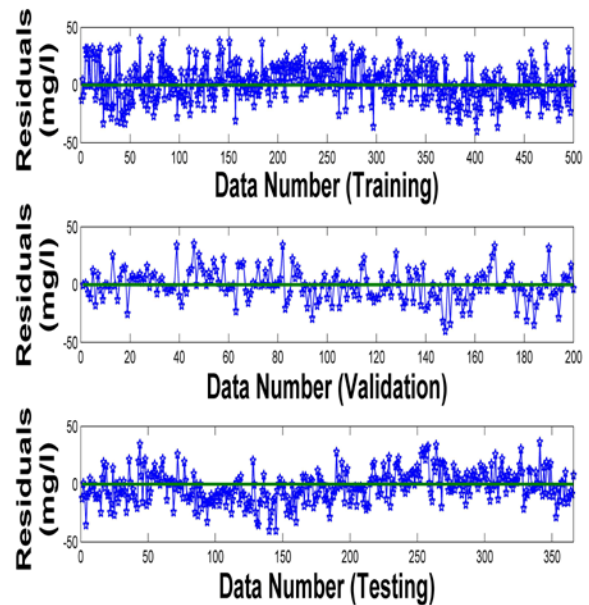 Residuals
(mg/l)
50
0
-50
0 50 100 150 200 250 300 350 400 450 500
Data Number (Training)
Residuals
(mg/l)
50
0
-50
0 20 40 60 80 100 120 140 160 180 200
Data Number (Validation)
Residuals
(mg/l)
50
0
-50
0 50 100 150 200 250 300 350
Data Number (Testing)